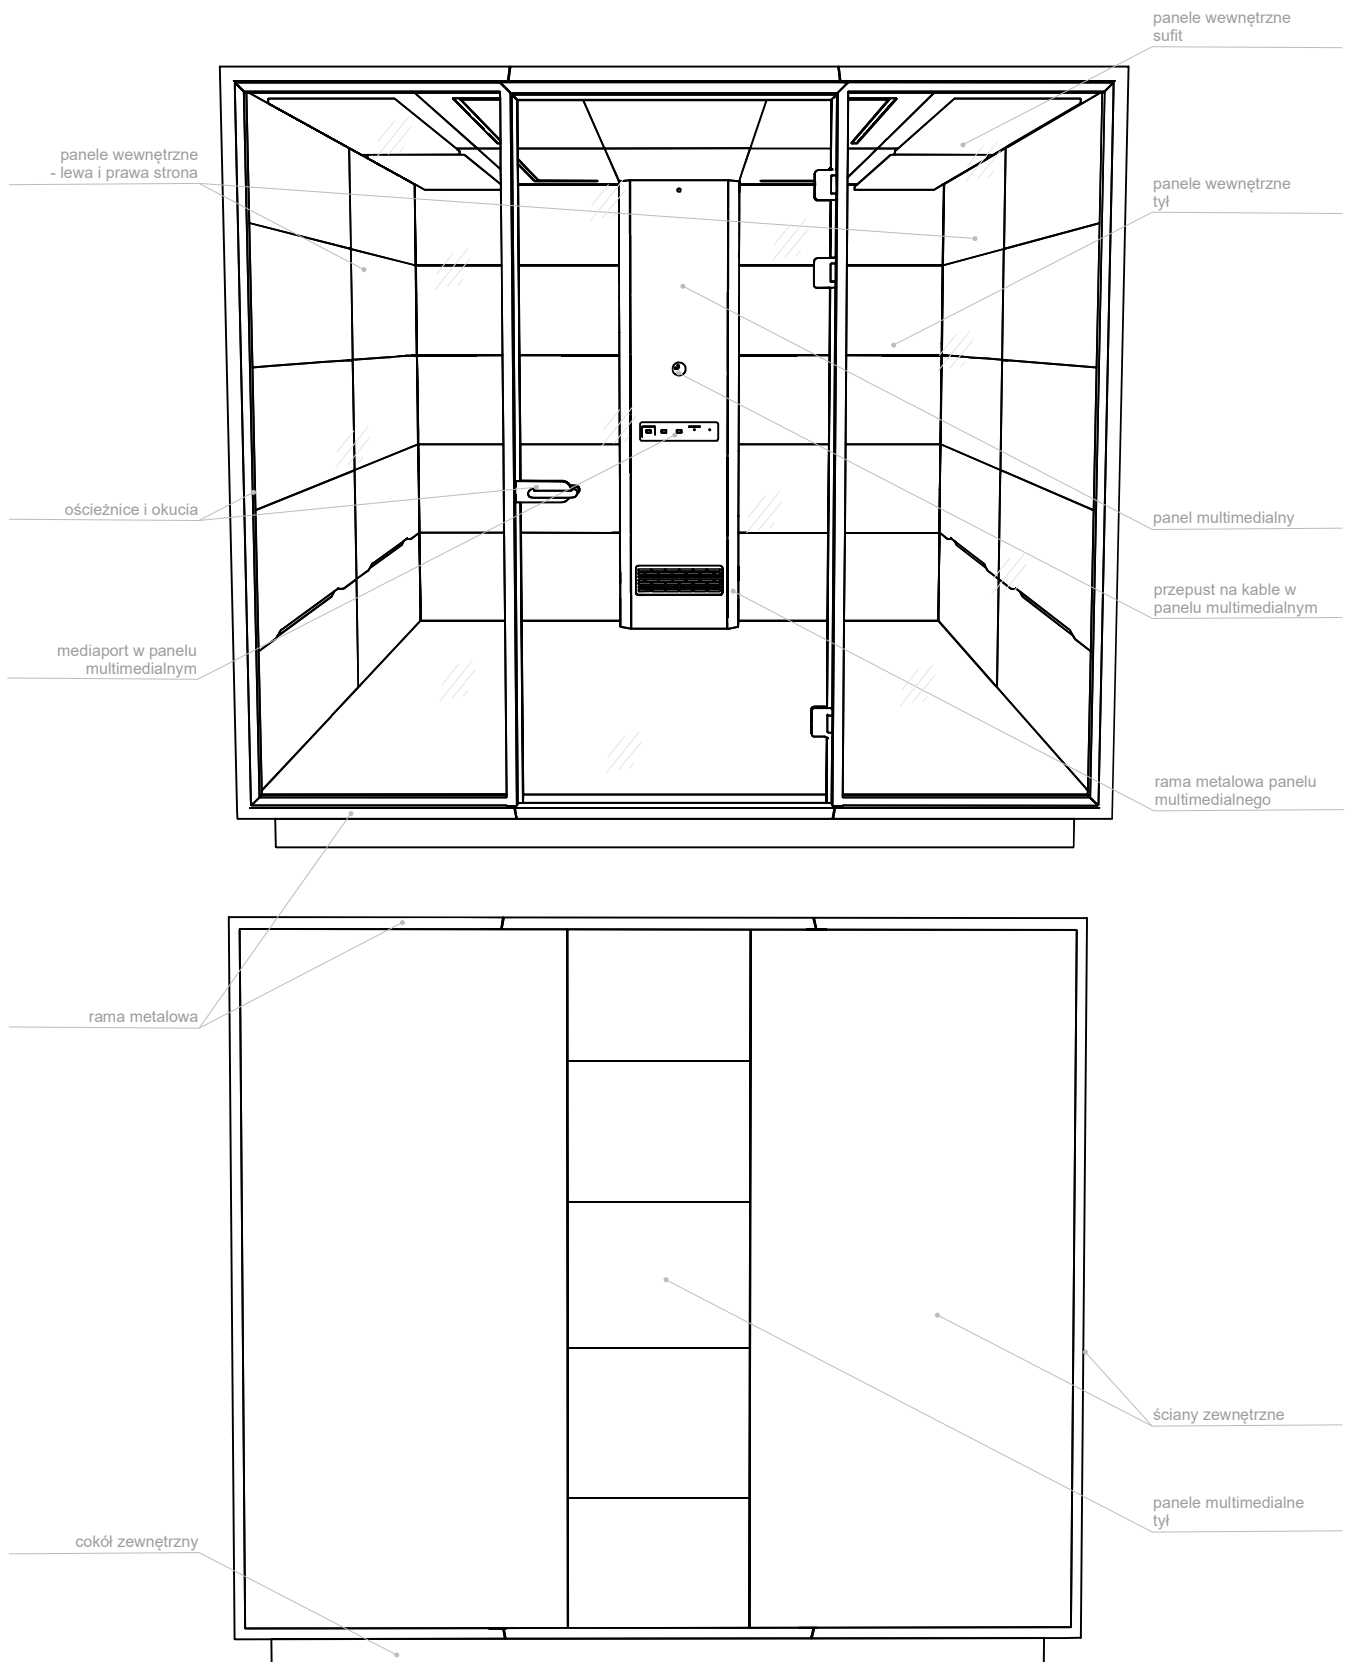 panele wewnętrzne
sufit
panele wewnętrzne
- lewa i prawa strona
panele wewnętrzne
tył
ościeżnice i okucia
panel multimedialny
przepust na kable w
panelu multimedialnym
mediaport w panelu
multimedialnym
rama metalowa panelu
multimedialnego
rama metalowa
ściany zewnętrzne
panele multimedialne
tył
cokół zewnętrzny